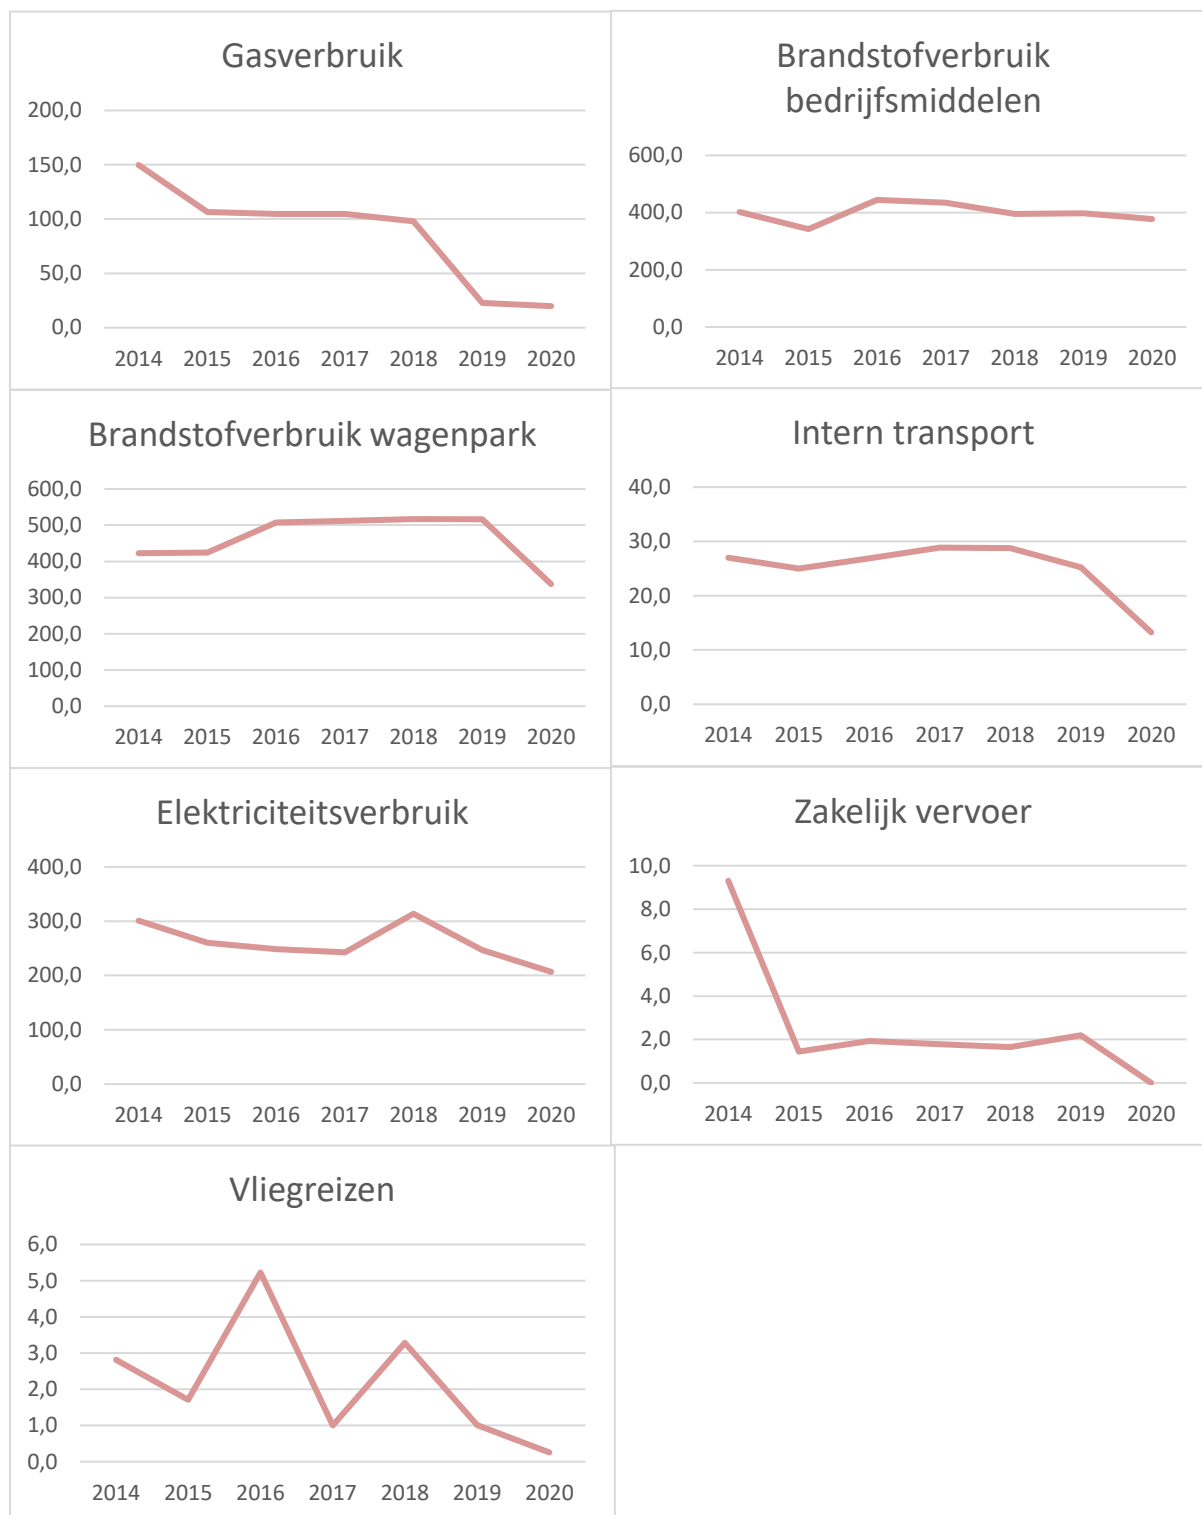 Gasverbruik
200,0
150,0
100,0
50,0
0,0
2014 2015 2016 2017 2018 2019 2020
Brandstofverbruik
bedrijfsmiddelen
600,0
400,0
200,0
0,0
2014 2015 2016 2017 2018 2019 2020
Brandstofverbruik wagenpark
600,0
500,0
400,0
300,0
200,0
100,0
0,0
2014 2015 2016 2017 2018 2019 2020
Intern transport
40,0
30,0
20,0
10,0
0,0
2014 2015 2016 2017 2018 2019 2020
Elektriciteitsverbruik
400,0
300,0
200,0
100,0
0,0
2014 2015 2016 2017 2018 2019 2020
Zakelijk vervoer
10,0
8,0
6,0
4,0
2,0
0,0
2014 2015 2016 2017 2018 2019 2020
Vliegreizen
6,0
5,0
4,0
3,0
2,0
1,0
0,0
2014 2015 2016 2017 2018 2019 2020